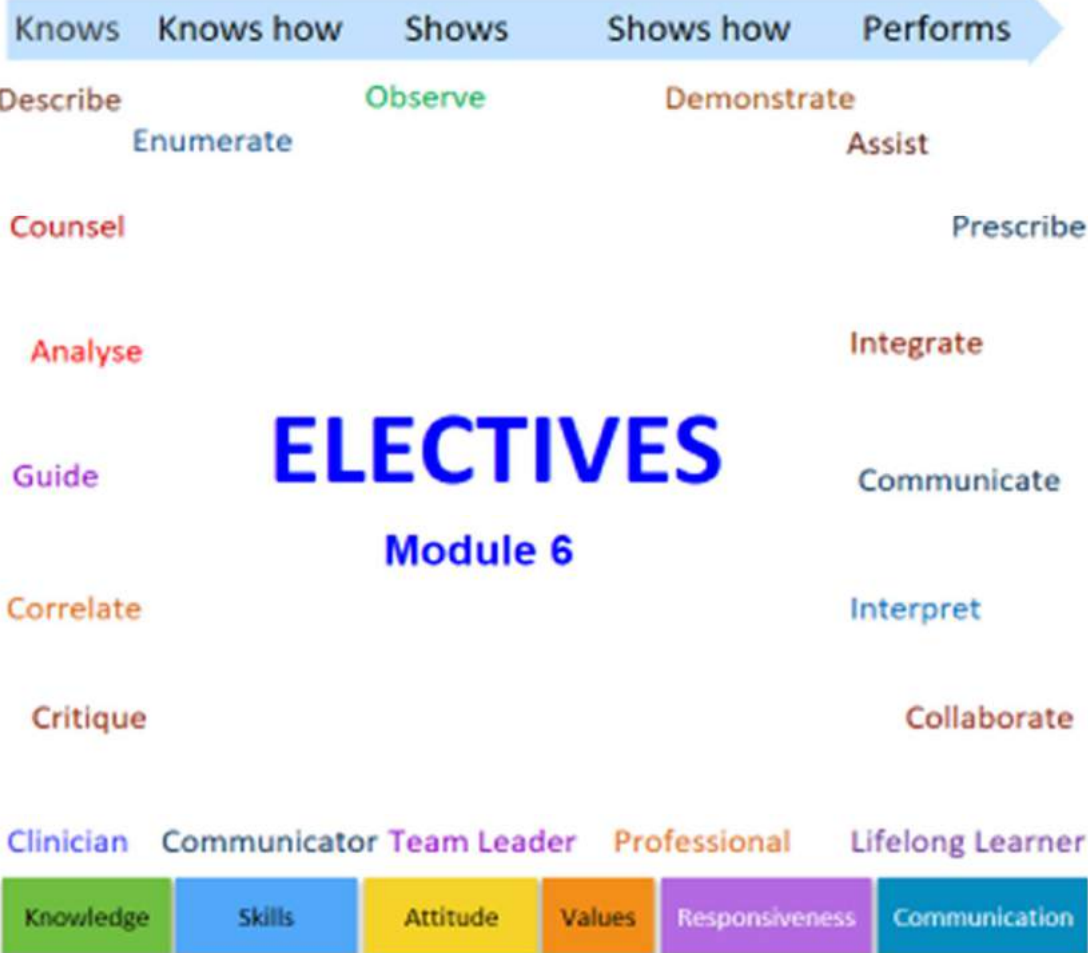 Knows Knows how Shows Shows how Performs
Describe Observe Demonstrate
Enumerate Assist
Counsel Prescribe
Analyse Integrate
ELECTIVES
Guide Communicate
Module 6
Correlate Interpret
Critique Collaborate
Clinician Communicator Team Leader Professional Lifelong Learner
Knowledge Skills Attitude Values Responsiveness Communication